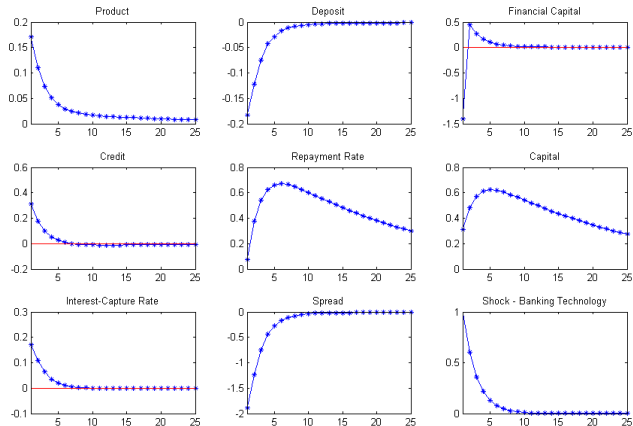 Product
0.2
0.15
0.1
0.05
0
5 10 15 20 25
Deposit
0
-0.05
-0.1
-0.15
-0.2
5 10 15 20 25
Financial Capital
0.5
0
-0.5
-1
-1.5
5 10 15 20 25
Credit
0.6
0.4
0.2
0
-0.2
5 10 15 20 25
Repayment Rate
0.8
0.6
0.4
0.2
0
5 10 15 20 25
Capital
0.8
0.6
0.4
0.2
0
5 10 15 20 25
Interest-Capture Rate
0.3
0.2
0.1
0
-0.1
5 10 15 20 25
Spread
0
-0.5
-1
-1.5
-2
5 10 15 20 25
Shock - Banking Technology
1
0.5
0
5 10 15 20 25